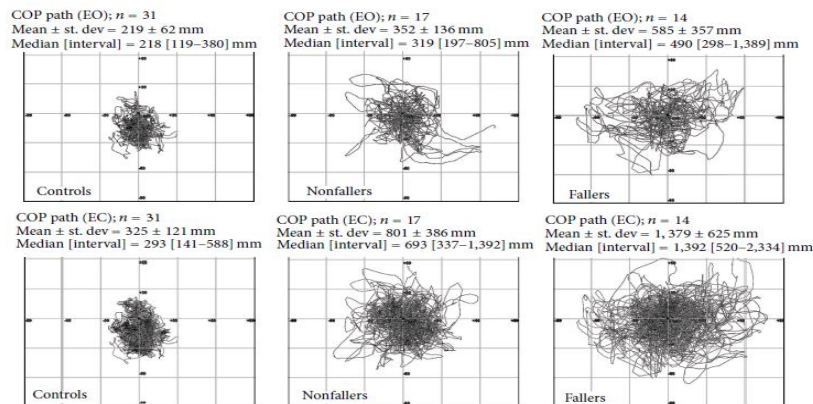 COP path (EO); n = 31
Mean ± st. dev = 219 ± 62 mm
Median [interval] = 218 [119–380] mm
Controls
COP path (EO); n = 17
Mean ± st. dev = 352 ± 136 mm
Median [interval] = 319 [197–805] mm
Nonfallers
COP path (EO); n = 14
Mean ± st. dev = 585 ± 357 mm
Median [interval] = 490 [298–1,389] mm
Fallers
COP path (EC); n = 31
Mean ± st. dev = 325 ± 121 mm
Median [interval] = 293 [141–588] mm
Controls
COP path (EC); n = 17
Mean ± st. dev = 801 ± 386 mm
Median [interval] = 693 [337–1,392] mm
Nonfallers
COP path (EC); n = 14
Mean ± st. dev = 1,379 ± 625 mm
Median [interval] = 1,392 [520–2,334] mm
Fallers